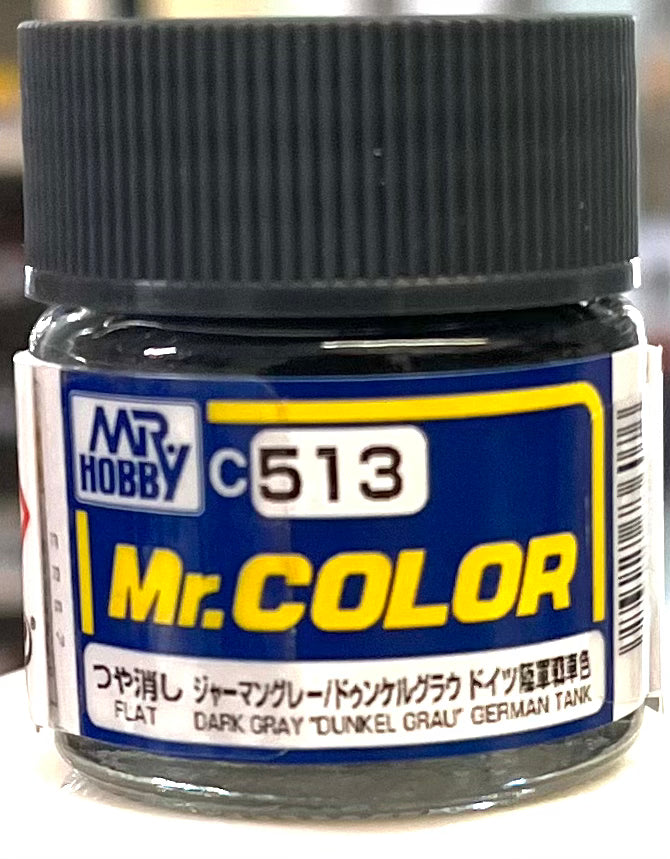 MR.
HOBBY
C 513
Mr.COLOR
つや消し ジャーマングレー/ドゥンケルグラウ ドイツ陸軍戦車色
FLAT DARK GRAY "DUNKEL GRAU" GERMAN TANK